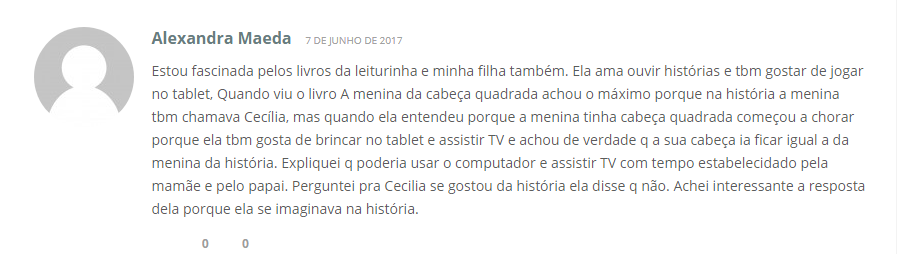 Alexandra Maeda 7 DE JUNHO DE 2017
Estou fascinada pelos livros da leiturinha e minha filha também. Ela ama ouvir histórias e tbm gostar de jogar
no tablet, Quando viu o livro A menina da cabeça quadrada achou o máximo porque na história a menina
tbm chamava Cecília, mas quando ela entendeu porque a menina tinha cabeça quadrada começou a chorar
porque ela tbm gosta de brincar no tablet e assistir TV e achou de verdade q a sua cabeça ia ficar igual a da
menina da história. Expliquei q poderia usar o computador e assistir TV com tempo estabelecidado pela
mamãe e pelo papai. Perguntei pra Cecilia se gostou da história ela disse q não. Achei interessante a resposta
dela porque ela se imaginava na história.
0 0